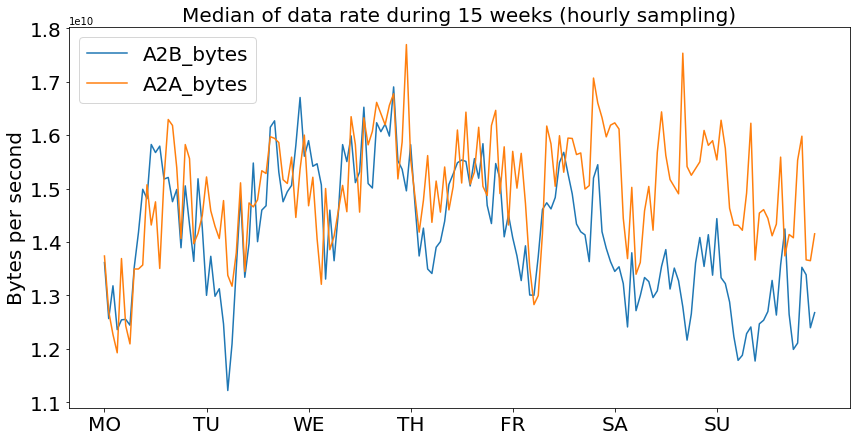 Median of data rate during 15 weeks (hourly sampling)
1e10
A2B_bytes
A2A_bytes
Bytes per second
1.8
1.7
1.6
1.5
1.4
1.3
1.2
1.1
MO TU WE TH FR SA SU